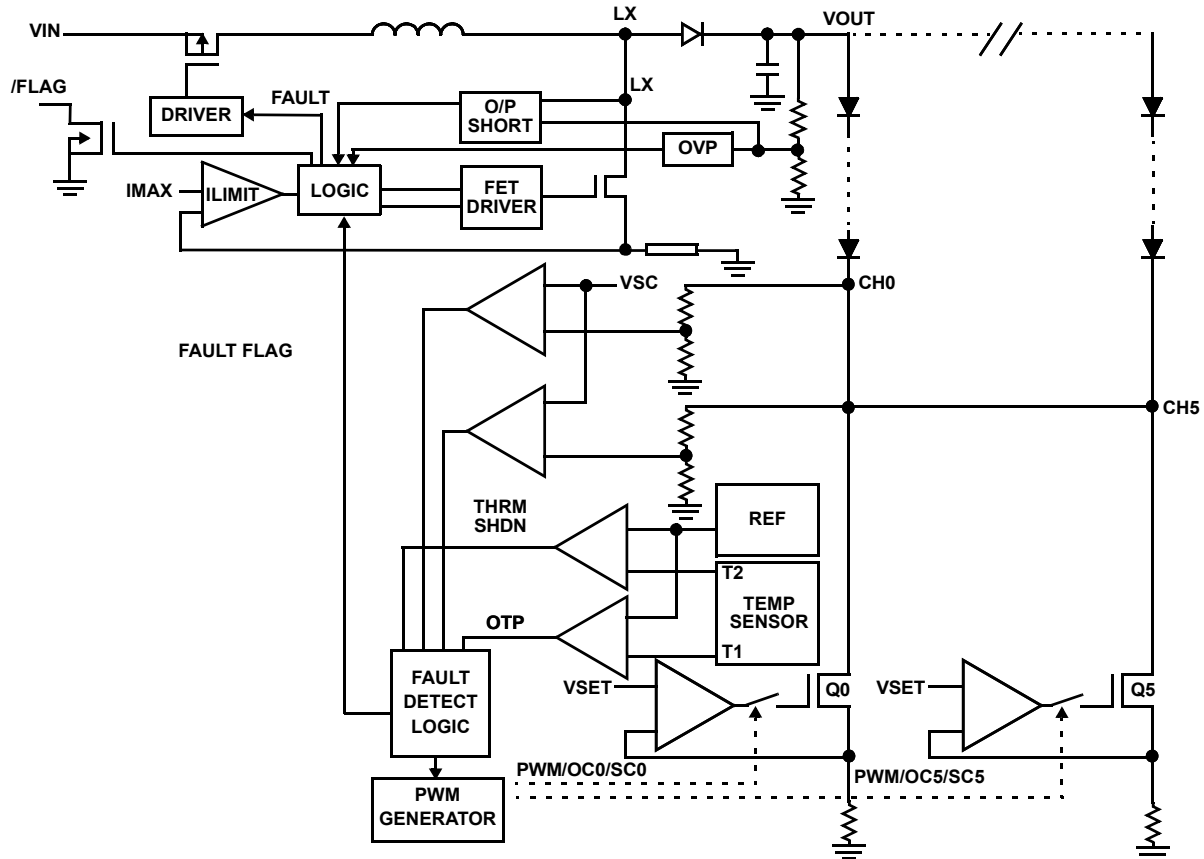 LX
VIN
VOUT
/FLAG
LX
FAULT
DRIVER
O/P
SHORT
OVP
IMAX
ILIMIT
LOGIC
FET
DRIVER
VSC
CH0
FAULT FLAG
CH5
THRM
SHDN
REF
T2
TEMP
SENSOR
OTP
T1
FAULT
DETECT
LOGIC
VSET
Q0
VSET
Q5
PWM/OC0/SC0
PWM/OC5/SC5
PWM
GENERATOR